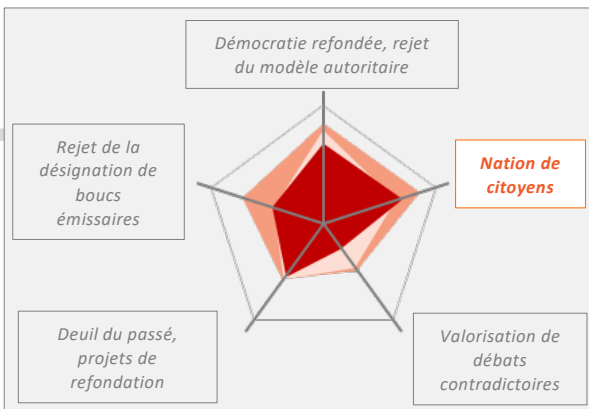 Démocratie refondée, rejet
du modèle autoritaire
Rejet de la
désignation de
boucs
émissaires
Nation de
citoyens
Deuil du passé,
projets de
refondation
Valorisation de
débats
contradictoires